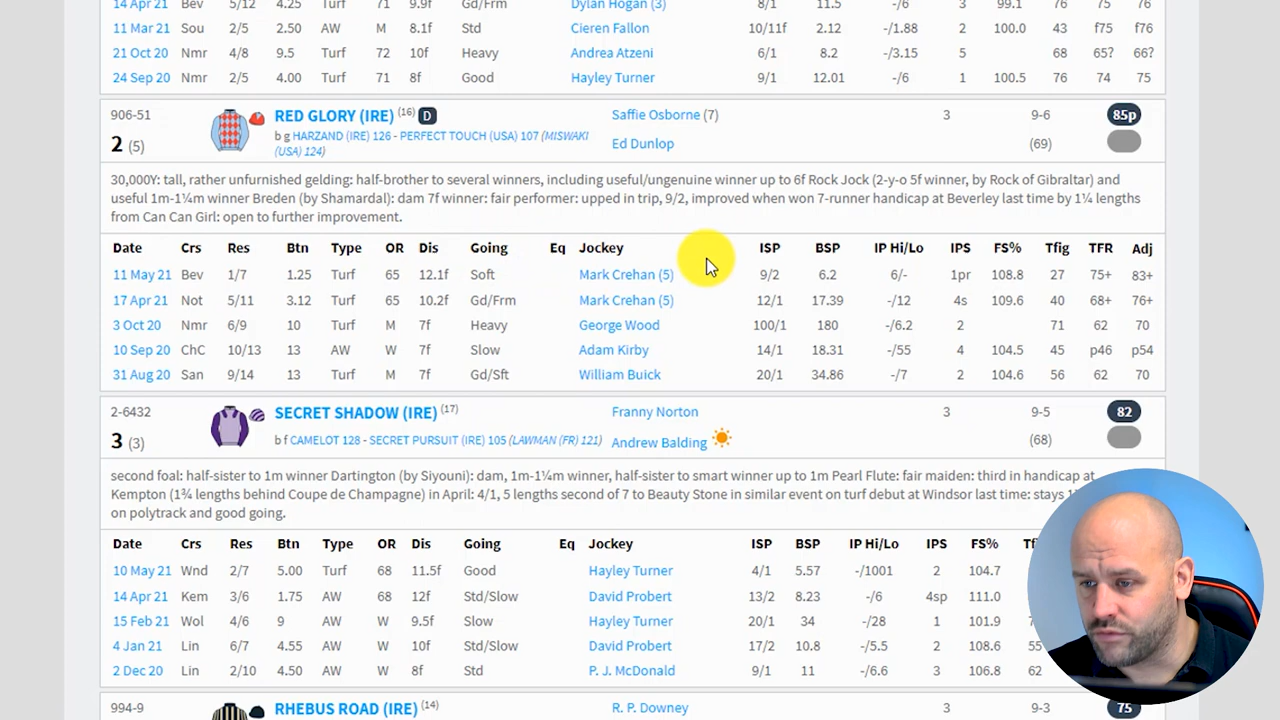 14 Apr 21 Bev 5/12 4.25 Turf 71 9.9f Gd/Frm Dylan Hogan (3) 8/1 11.5 -/6 3 99.1 76 75 76
11 Mar 21 Sou 2/5 2.50 AW M 8.1f Std Cieren Fallon 10/11f 2.12 -/1.88 2 100.0 43 f75 f76
21 Oct 20 Nmr 4/8 9.5 Turf 72 10f Heavy Andrea Atzeni 6/1 8.2 -/3.15 5 68 65? 66?
24 Sep 20 Nmr 2/5 4.00 Turf 71 8f Good Hayley Turner 9/1 12.01 -/6 1 100.5 76 74 75
906-51 RED GLORY (IRE) (16) D Saffie Osborne (7) 3 9-6 85p
2 (5) b g HARZAND (IRE) 126 - PERFECT TOUCH (USA) 107 (MISWAKI (USA) 124) Ed Dunlop (69)
30,000Y: tall, rather unfurnished gelding: half-brother to several winners, including useful/ungenuine winner up to 6f Rock Jock (2-y-o 5f winner, by Rock of Gibraltar) and
useful 1m-1¼m winner Breden (by Shamardal): dam 7f winner: fair performer: upped in trip, 9/2, improved when won 7-runner handicap at Beverley last time by 1¼ lengths
from Can Can Girl: open to further improvement.
Date Crs Res Btn Type OR Dis Going Eq Jockey ISP BSP IP Hi/Lo IPS FS% Tfig TFR Adj
11 May 21 Bev 1/7 1.25 Turf 65 12.1f Soft Mark Crehan (5) 9/2 6.2 6/- 1pr 108.8 27 75+ 83+
17 Apr 21 Not 5/11 3.12 Turf 65 10.2f Gd/Frm Mark Crehan (5) 12/1 17.39 -/12 4s 109.6 40 68+ 76+
3 Oct 20 Nmr 6/9 10 Turf M 7f Heavy George Wood 100/1 180 -/6.2 2 71 62 70
10 Sep 20 ChC 10/13 13 AW W 7f Slow Adam Kirby 14/1 18.31 -/55 4 104.5 45 p46 p54
31 Aug 20 San 9/14 13 Turf M 7f Gd/Sft William Buick 20/1 34.86 -/7 2 104.6 56 62 70
2-6432 SECRET SHADOW (IRE) (17) Franny Norton 3 9-5 82
3 (3) b f CAMELOT 128 - SECRET PURSUIT (IRE) 105 (LAWMAN (FR) 121) Andrew Balding (68)
second foal: half-sister to 1m winner Dartington (by Siyouni): dam, 1m-1¼m winner, half-sister to smart winner up to 1m Pearl Flute: fair maiden: third in handicap at
Kempton (1¾ lengths behind Coupe de Champagne) in April: 4/1, 5 lengths second of 7 to Beauty Stone in similar event on turf debut at Windsor last time: stays
on polytrack and good going.
Date Crs Res Btn Type OR Dis Going Eq Jockey ISP BSP IP Hi/Lo IPS FS%
10 May 21 Wnd 2/7 5.00 Turf 68 11.5f Good Hayley Turner 4/1 5.57 -/1001 2 104.7
14 Apr 21 Kem 3/6 1.75 AW 68 12f Std/Slow David Probert 13/2 8.23 -/6 4sp 111.0
15 Feb 21 Wol 4/6 9 AW W 9.5f Slow Hayley Turner 20/1 34 -/28 1 101.9
4 Jan 21 Lin 6/7 4.55 AW W 10f Std/Slow David Probert 17/2 10.8 -/5.5 2 108.6 55
2 Dec 20 Lin 2/10 4.50 AW W 8f Std P. J. McDonald 9/1 11 -/6.6 3 106.8 62
994-9 RHEBUS ROAD (IRE) (14) R. P. Downey 3 9-3 75